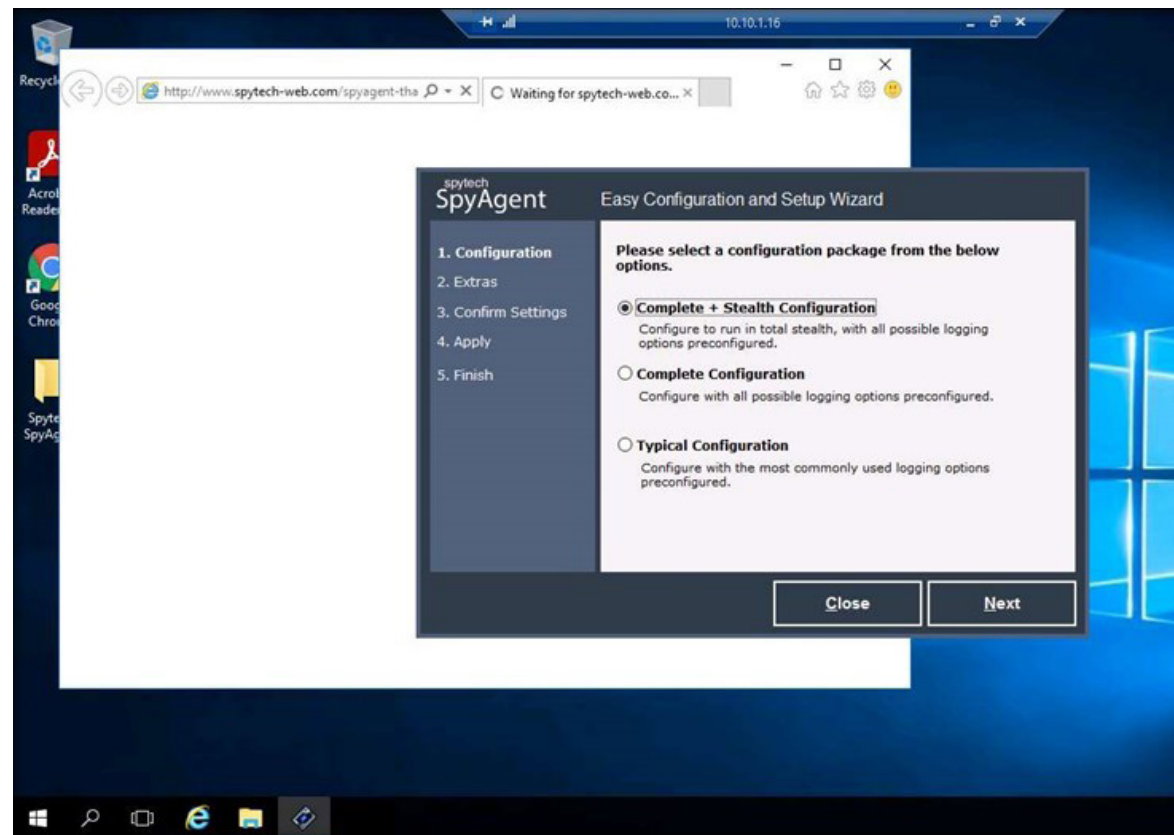 10.10.1.16
http://www.spytech-web.com/spyagent-tha
Waiting for spytech-web.co...
Acrol
Reade
Goog
Chro
Spyte
SpyAg
spytech
SpyAgent
Easy Configuration and Setup Wizard
1. Configuration
2. Extras
3. Confirm Settings
4. Apply
5. Finish
Please select a configuration package from the below
options.
Complete + Stealth Configuration
Configure to run in total stealth, with all possible logging
options preconfigured.
Complete Configuration
Configure with all possible logging options preconfigured.
Typical Configuration
Configure with the most commonly used logging options
preconfigured.
Close
Next